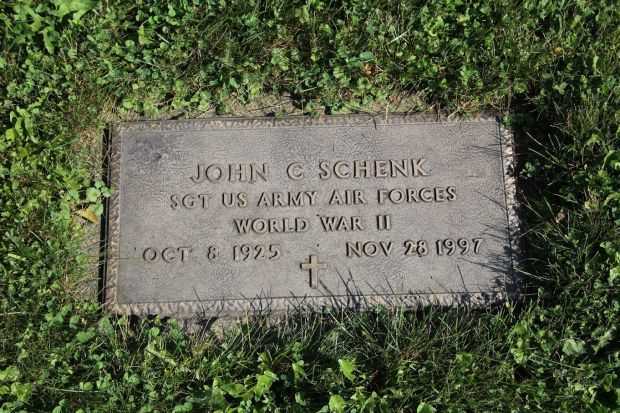 JOHN C SCHENK
SGT US ARMY AIR FORCES
WORLD WAR II
OCT 8 1925 NOV 28 1997